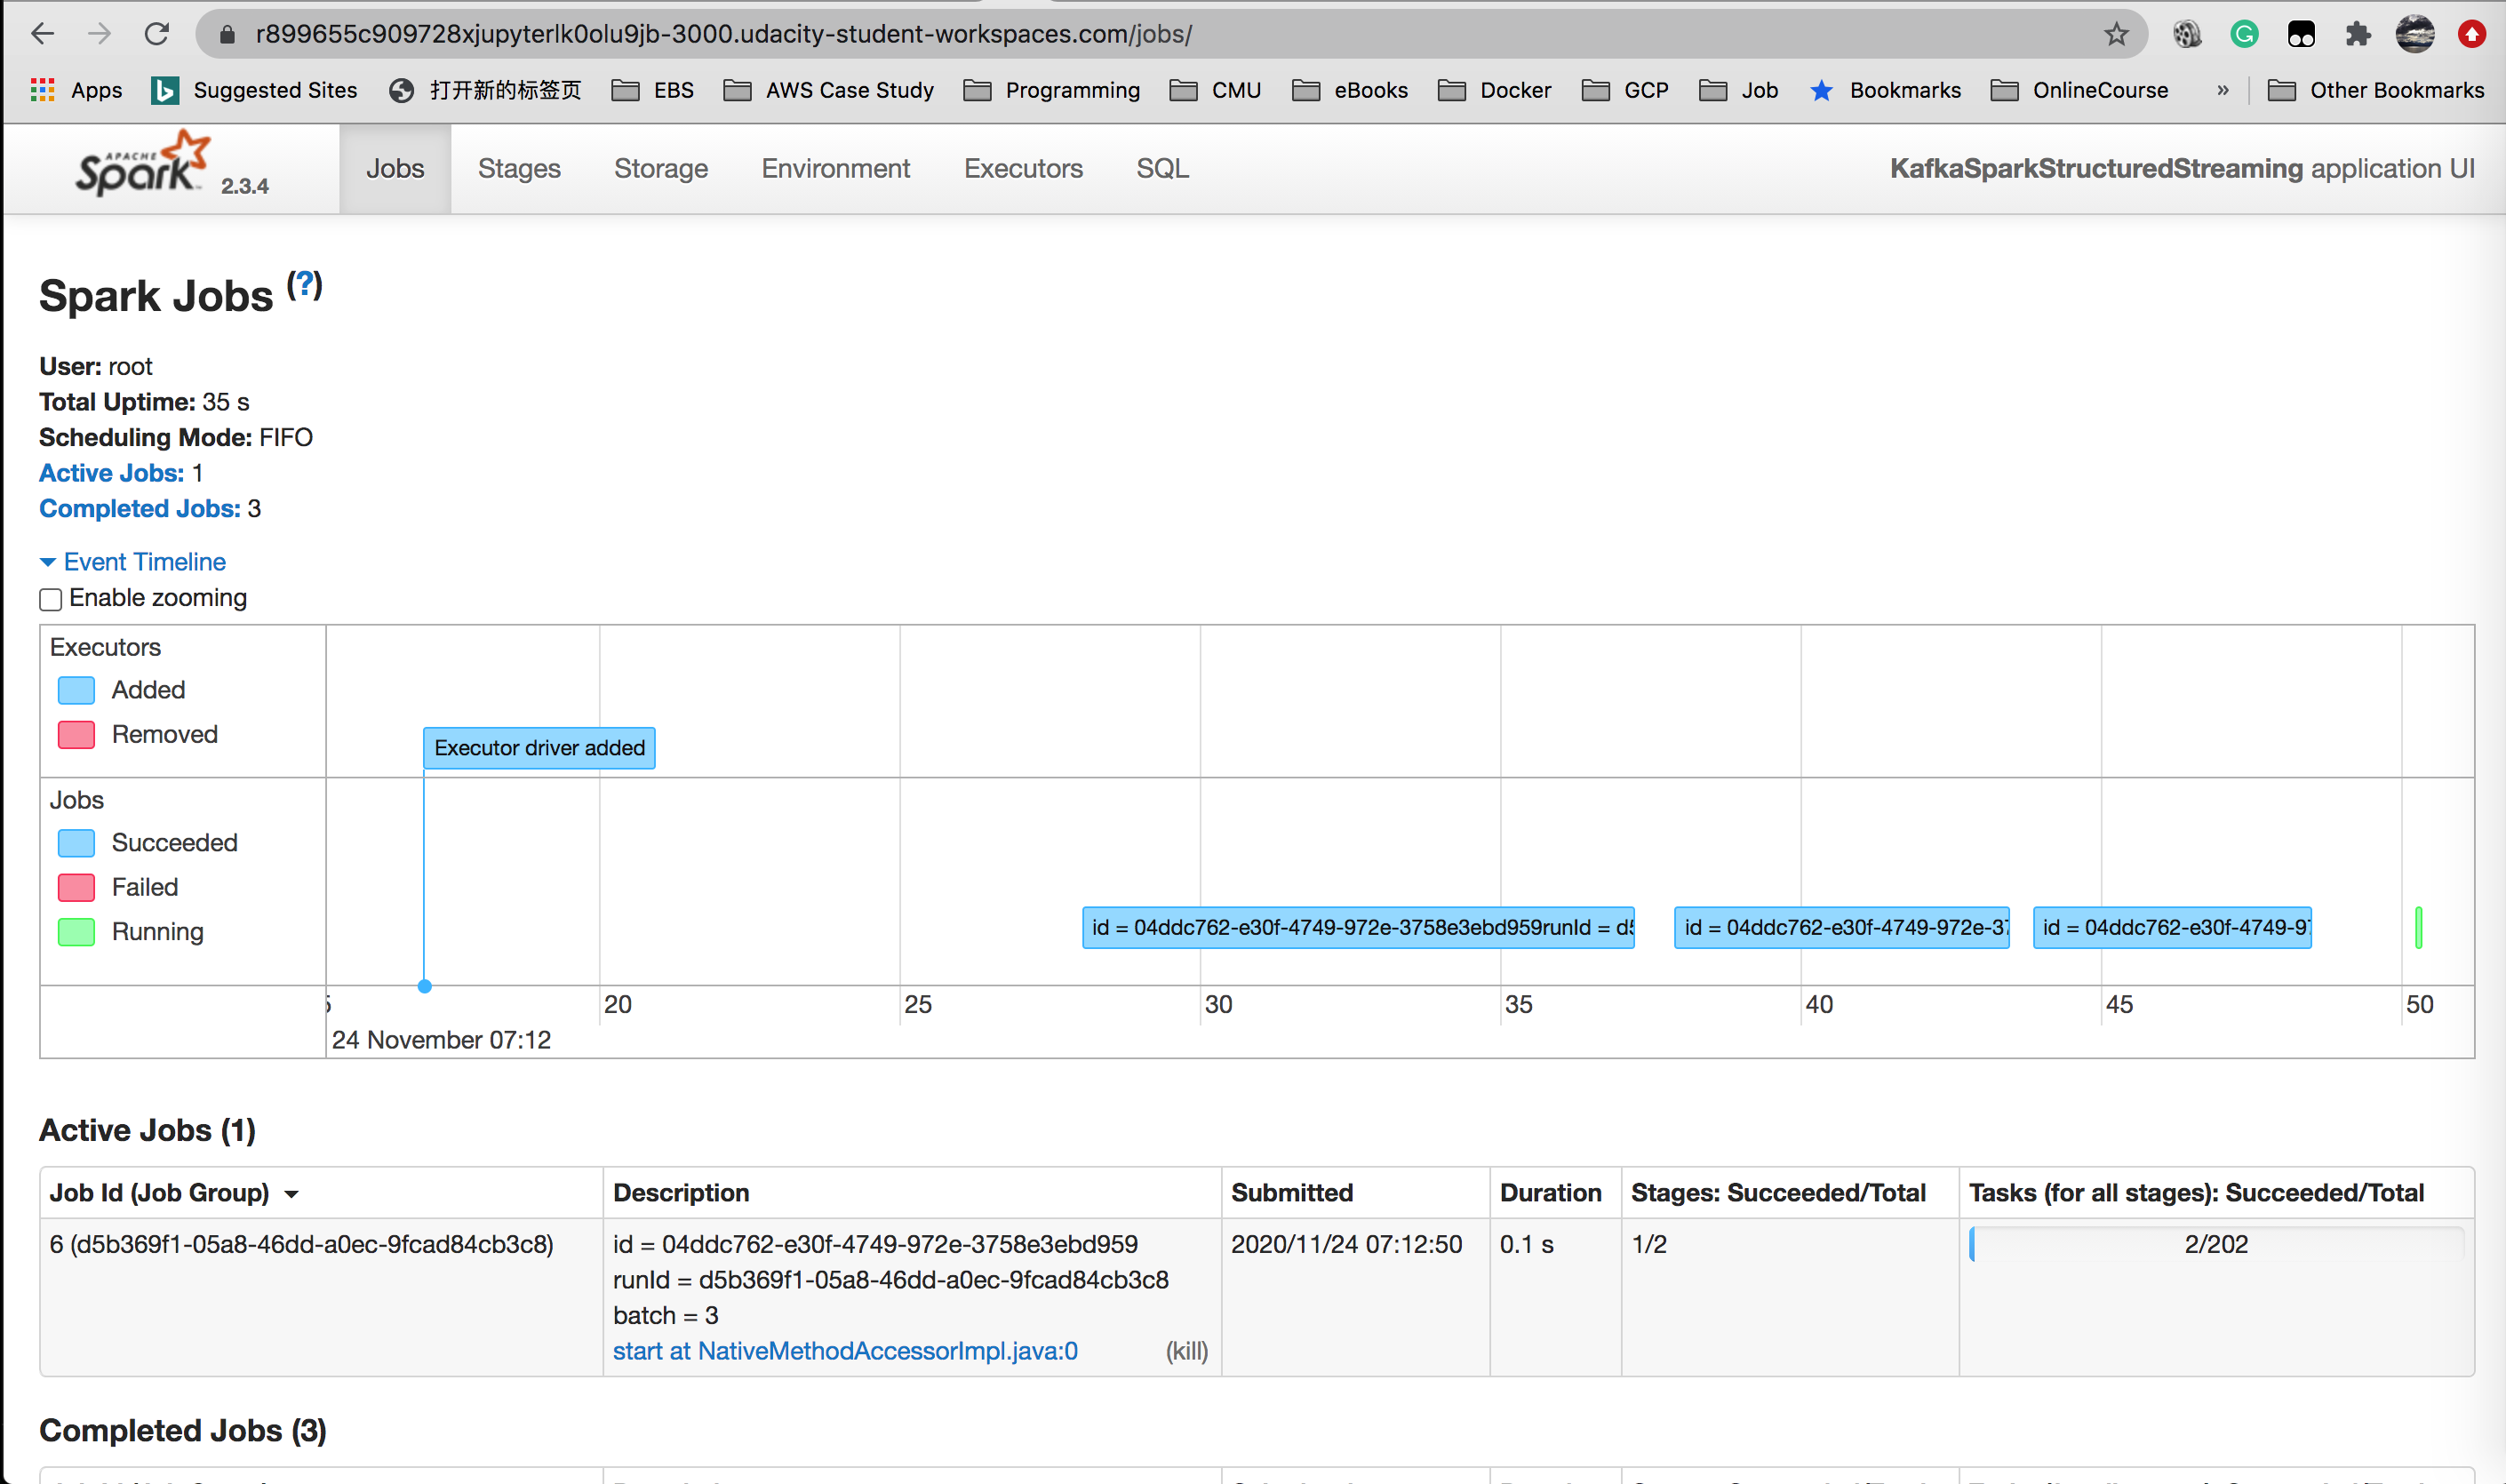 r899655c909728xjupyterlk0olu9jb-3000.udacity-student-workspaces.com/jobs/
Apps Suggested Sites 打开新的标签页 EBS AWS Case Study Programming CMU eBooks Docker GCP Job Bookmarks OnlineCourse » Other Bookmarks
APACHE Spark 2.3.4 Jobs Stages Storage Environment Executors SQL KafkaSparkStructuredStreaming application UI
Spark Jobs (?)
User: root
Total Uptime: 35 s
Scheduling Mode: FIFO
Active Jobs: 1
Completed Jobs: 3
Event Timeline
Enable zooming
Executors
Added
Removed
Executor driver added
Jobs
Succeeded
Failed
Running
id = 04ddc762-e30f-4749-972e-3758e3ebd959runId = d5 id = 04ddc762-e30f-4749-972e-37 id = 04ddc762-e30f-4749-97
20 25 30 35 40 45 50
24 November 07:12
Active Jobs (1)
Job Id (Job Group) Description Submitted Duration Stages: Succeeded/Total Tasks (for all stages): Succeeded/Total
6 (d5b369f1-05a8-46dd-a0ec-9fcad84cb3c8) id = 04ddc762-e30f-4749-972e-3758e3ebd959 2020/11/24 07:12:50 0.1 s 1/2 2/202
runId = d5b369f1-05a8-46dd-a0ec-9fcad84cb3c8
batch = 3
start at NativeMethodAccessorImpl.java:0 (kill)
Completed Jobs (3)